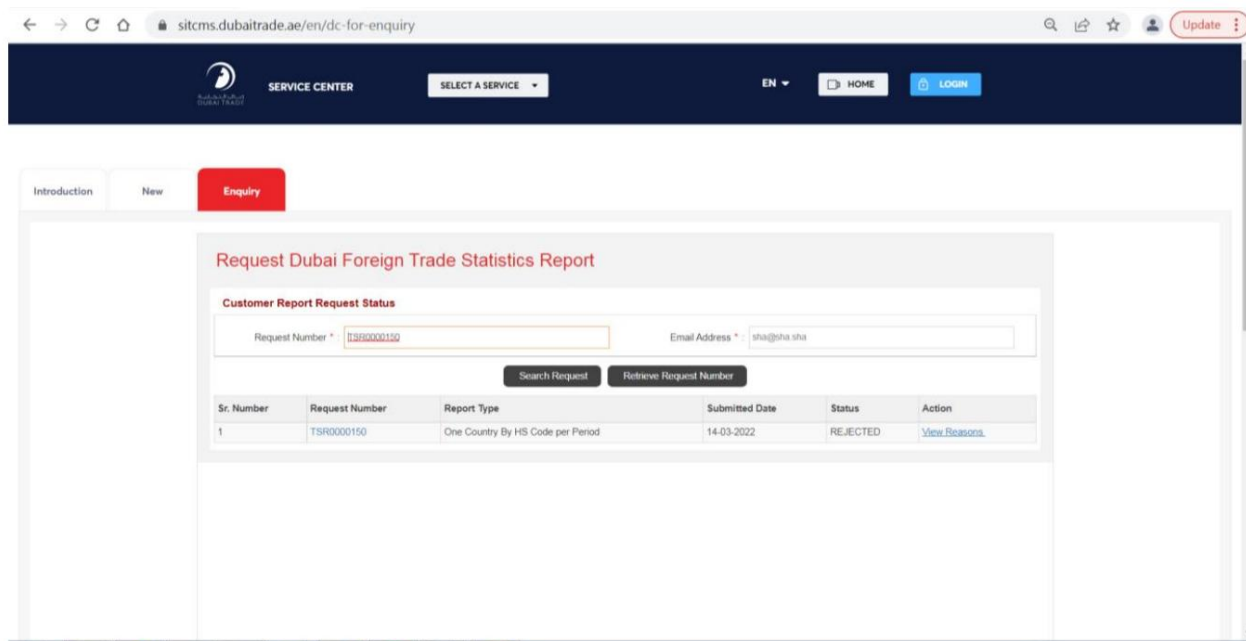 sitcms.dubaitrade.ae/en/dc-for-enquiry
Update
DUBAI TRADE
SERVICE CENTER
SELECT A SERVICE
EN
HOME
LOGIN
Introduction
New
Enquiry
Request Dubai Foreign Trade Statistics Report
Customer Report Request Status
Request Number * : TSR0000150
Email Address * : sha@sha.sha
Search Request
Retrieve Request Number
Sr. Number Request Number Report Type Submitted Date Status Action
1 TSR0000150 One Country By HS Code per Period 14-03-2022 REJECTED View Reasons